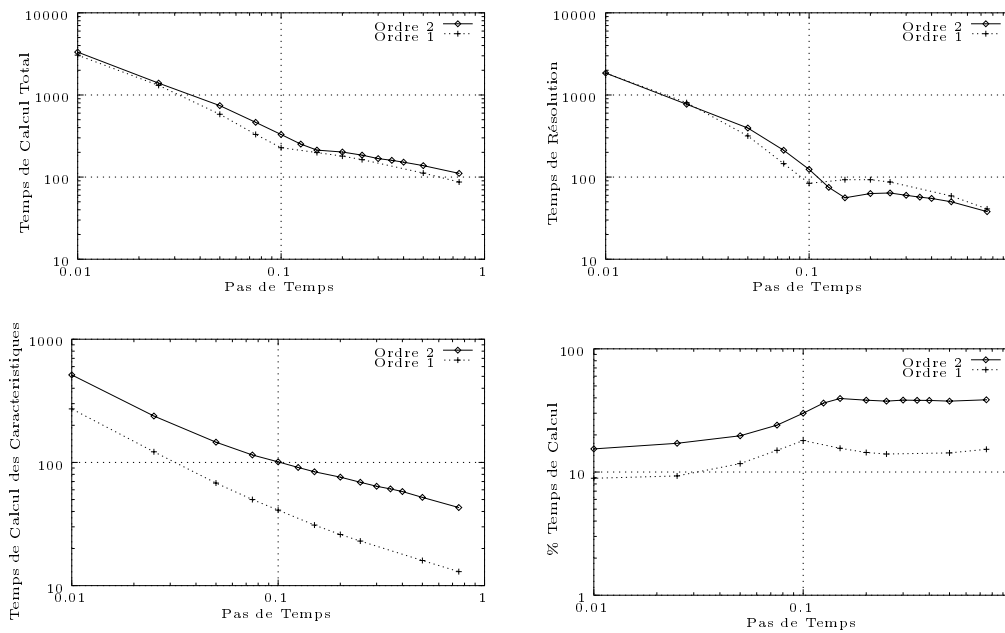 10000
1000
100
10
0.01
0.1
1
Temps de Calcul Total
Pas de Temps
Ordre 2
Ordre 1
10000
1000
100
10
0.01
0.1
Temps de Résolution
Pas de Temps
Ordre 2
Ordre 1
1000
100
10
0.01
0.1
1
Temps de Calcul des Caracteristiques
Pas de Temps
Ordre 2
Ordre 1
100
10
1
0.01
0.1
% Temps de Calcul
Pas de Temps
Ordre 2
Ordre 1